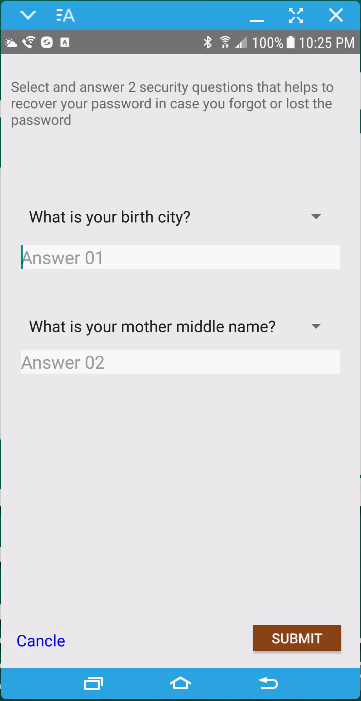 100% 10:25 PM
Select and answer 2 security questions that helps to
recover your password in case you forgot or lost the
password
What is your birth city?
Answer 01
What is your mother middle name?
Answer 02
Cancle
SUBMIT